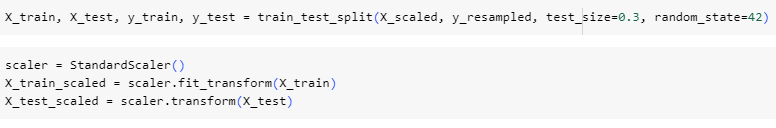 X_train, X_test, y_train, y_test = train_test_split(X_scaled, y_resampled, test_size=0.3, random_state=42)
scaler = StandardScaler()
X_train_scaled = scaler.fit_transform(X_train)
X_test_scaled = scaler.transform(X_test)